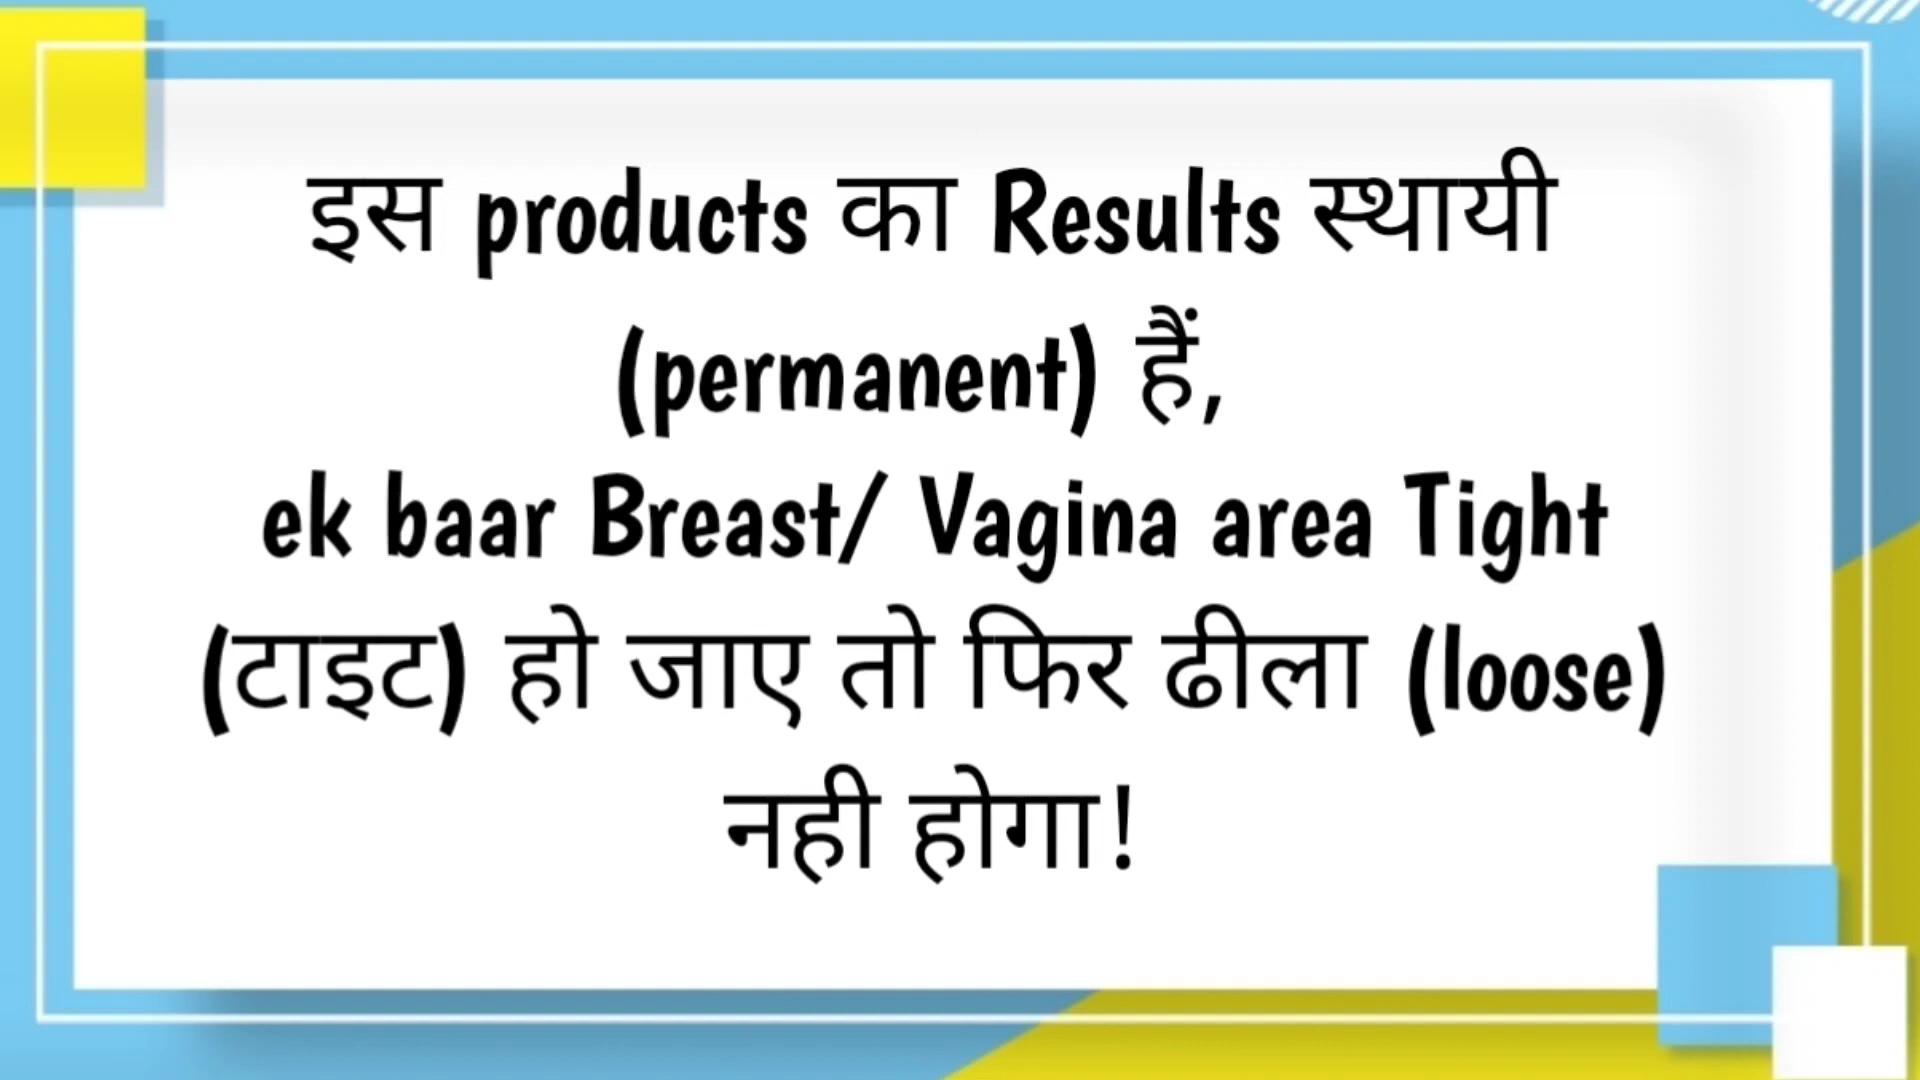 इस products का Results स्थायी
(permanent) हैं,
ek baar Breast/ Vagina area Tight
(टाइट) हो जाए तो फिर ढीला (loose)
नही होगा!